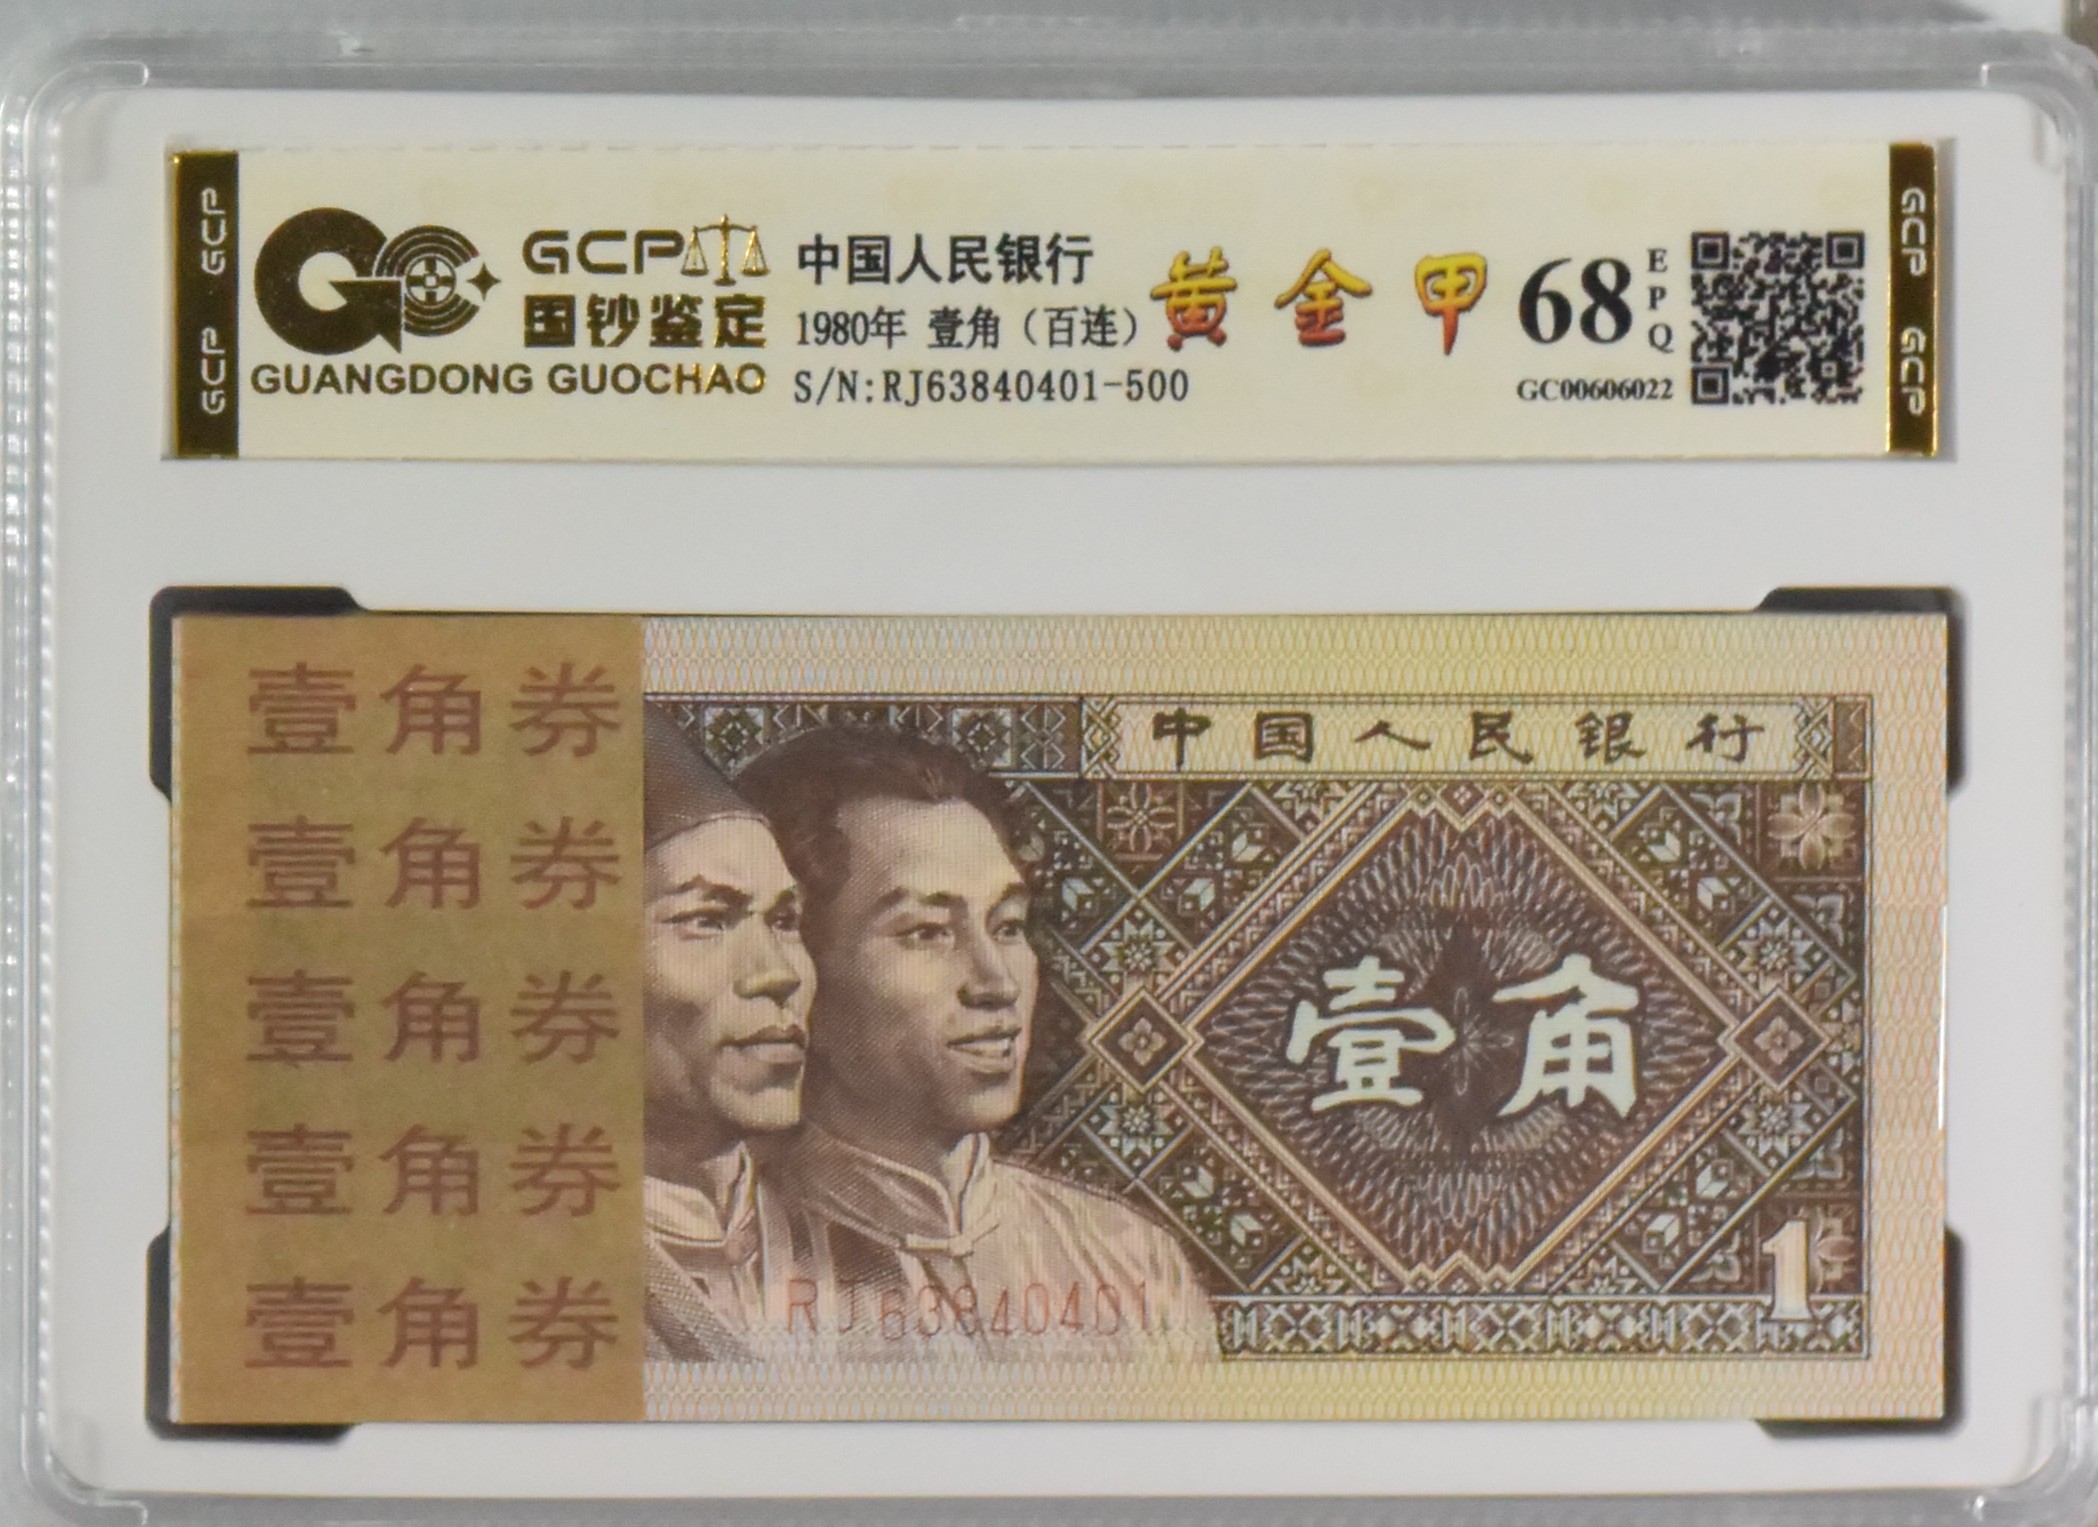 GCP GCP
GCP
国钞鉴定
GUANGDONG GUOCHAO
中国人民银行
1980年 壹角（百连）
S/N:RJ63840401-500
黄金甲
68
EPQ
GC00606022
GCP GCP
壹角券
壹角券
壹角券
壹角券
壹角券
中国人民银行
壹角
1
RJ63840401